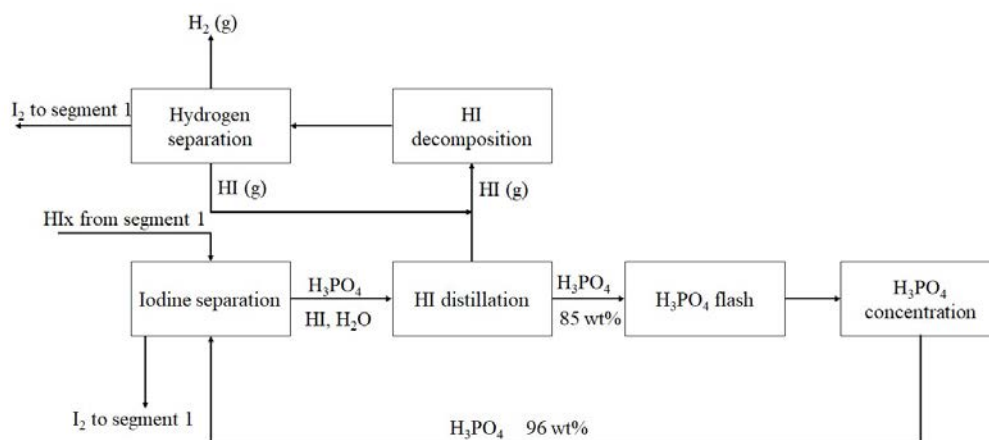 H₂ (g)
I₂ to segment 1
Hydrogen
separation
HI
decomposition
HI (g)
HI (g)
HIx from segment 1
Iodine separation
H₃PO₄
HI, H₂O
HI distillation
H₃PO₄
85 wt%
H₃PO₄ flash
H₃PO₄
concentration
I₂ to segment 1
H₃PO₄ 96 wt%